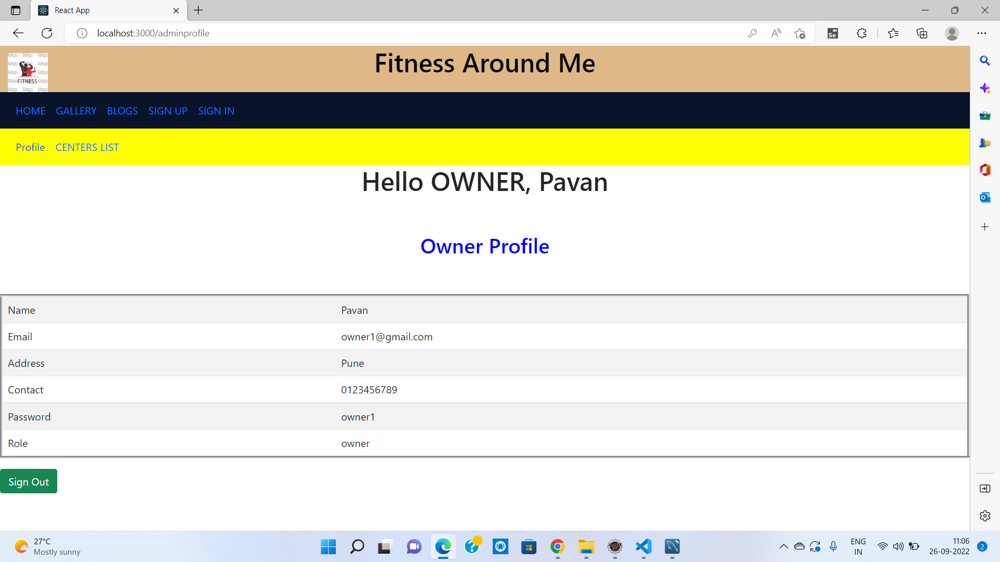 React App
localhost:3000/adminprofile
Fitness Around Me
FITNESS
HOME GALLERY BLOGS SIGN UP SIGN IN
Profile CENTERS LIST
Hello OWNER, Pavan
Owner Profile
Name Pavan
Email owner1@gmail.com
Address Pune
Contact 0123456789
Password owner1
Role owner
Sign Out
27°C
Mostly sunny
ENG
IN
11:06
26-09-2022
2